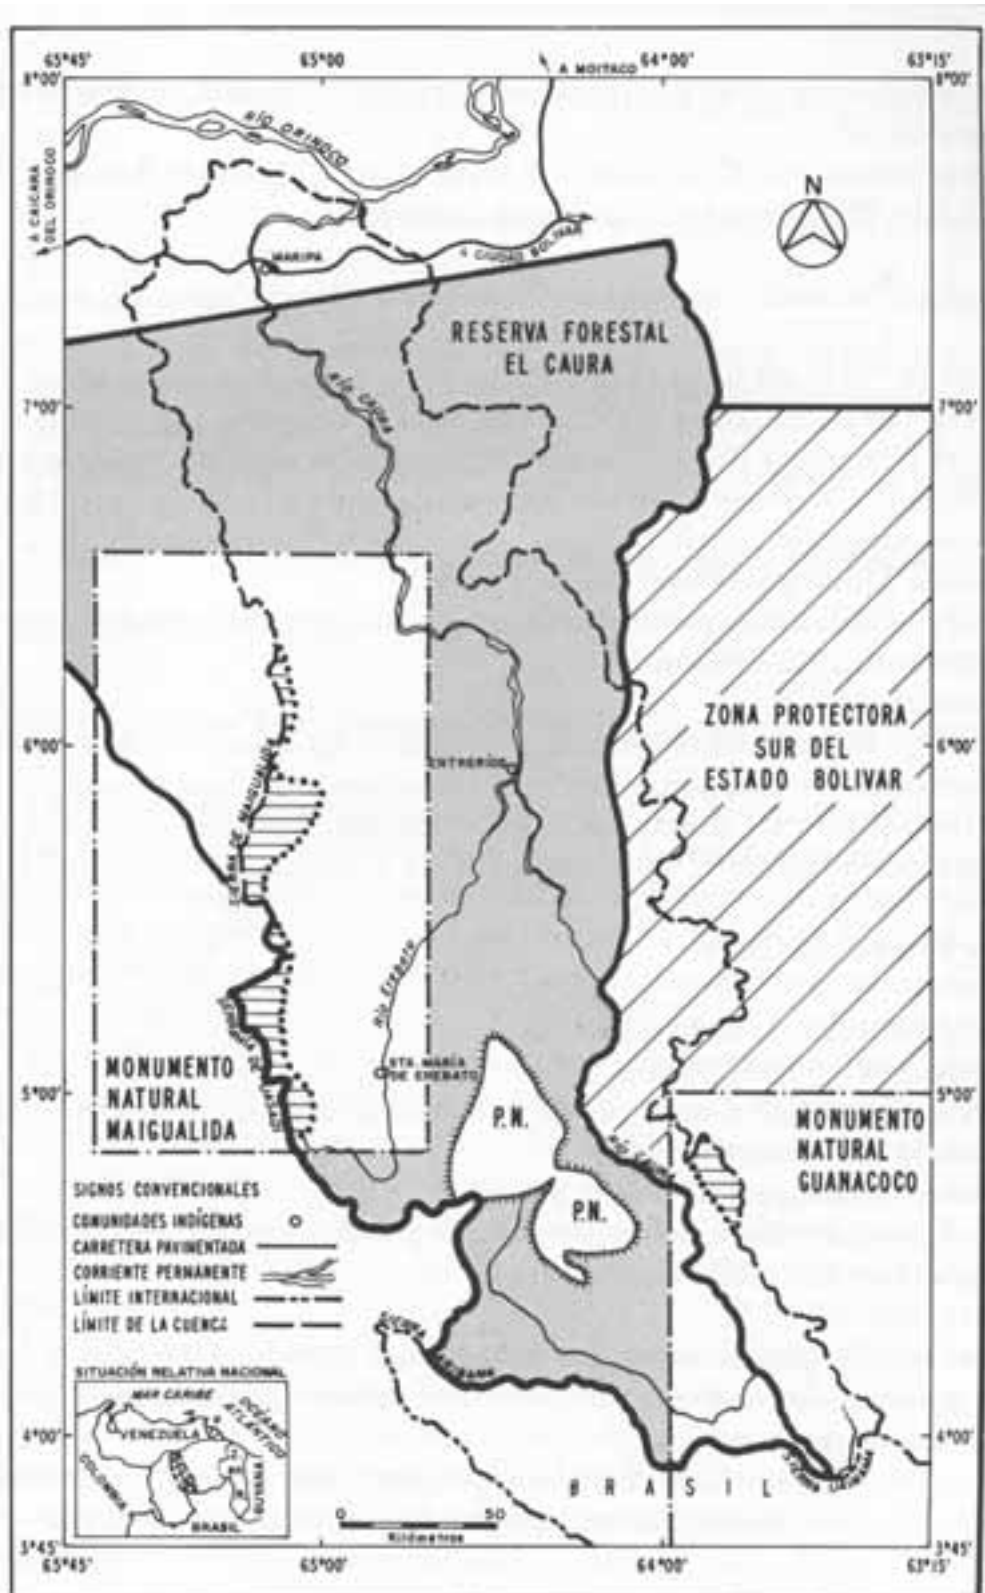 65°45'
65°00'
64°00'
63°15'
A MOITACO
8°00'
8°00'
RÍO ORINOCO
A CAICARA
DEL ORINOCO
N
A CIUDAD BOLIVAR
MARIPA
RESERVA FORESTAL
EL CAURA
RÍO CAURA
7°00'
7°00'
ZONA PROTECTORA
SUR DEL
ESTADO BOLIVAR
6°00'
6°00'
ENTRERÍOS
SIERRA DE MAIGUALIDA
Río Erebato
STA. MARÍA
DE EREBATO
MONUMENTO
NATURAL
MAIGUALIDA
5°00'
5°00'
P.N.
MONUMENTO
NATURAL
GUANACOCO
RÍO CAURA
P.N.
SIGNOS CONVENCIONALES
COMUNIDADES INDÍGENAS
CARRETERA PAVIMENTADA
CORRIENTE PERMANENTE
LÍMITE INTERNACIONAL
LÍMITE DE LA CUENCA
SITUACIÓN RELATIVA NACIONAL
MAR CARIBE
OCÉANO
ATLÁNTICO
VENEZUELA
COLOMBIA
GUYANA
BRASIL
4°00'
4°00'
BRASIL
0 50
Kilómetros
3°45'
3°45'
65°45'
65°00'
64°00'
63°15'